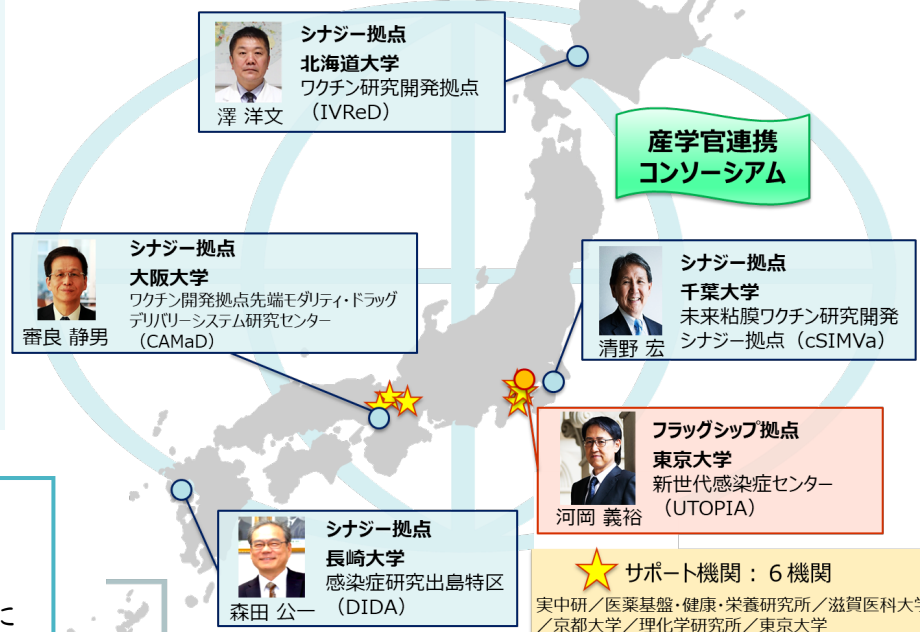 シナジー拠点
北海道大学
ワクチン研究開発拠点
（IVReD）
澤 洋文
産学官連携
コンソーシアム
シナジー拠点
大阪大学
ワクチン開発拠点先端モダリティ・ドラッグ
デリバリーシステム研究センター
（CAMaD）
審良 静男
シナジー拠点
千葉大学
未来粘膜ワクチン研究開発
シナジー拠点（cSIMVa）
清野 宏
フラッグシップ拠点
東京大学
新世代感染症センター
（UTOPIA）
河岡 義裕
シナジー拠点
長崎大学
感染症研究出島特区
（DIDA）
森田 公一
に
サポート機関：６機関
実中研／医薬基盤・健康・栄養研究所／滋賀医科大学
／京都大学／理化学研究所／東京大学